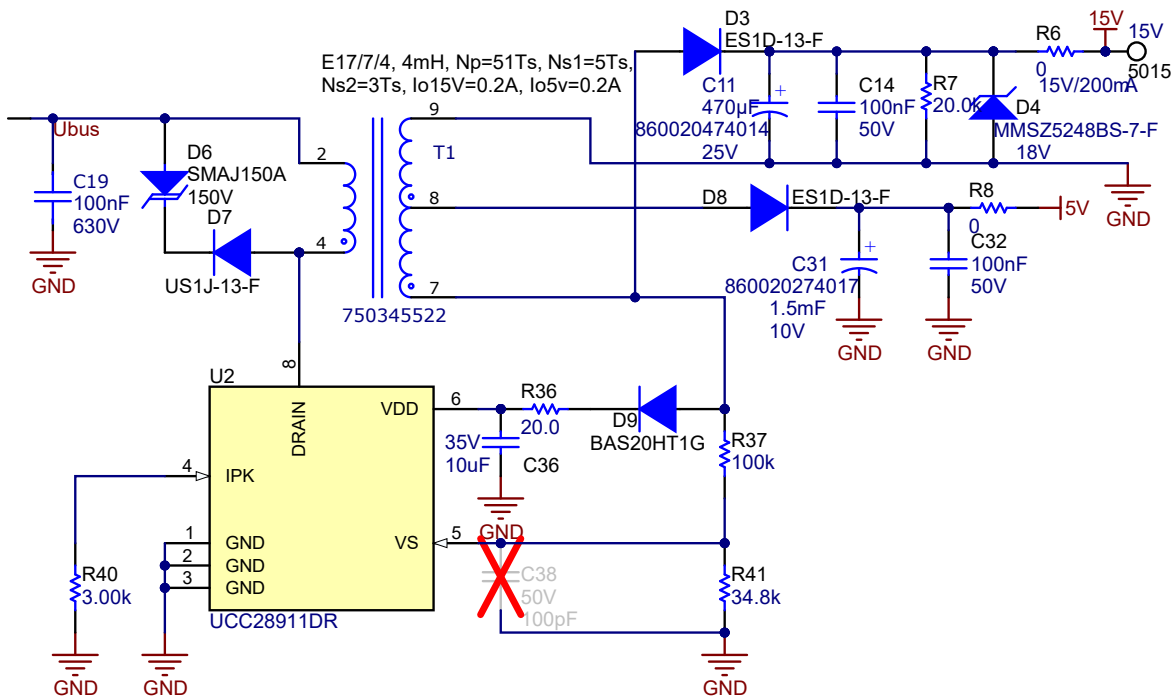 D3
ES1D-13-F
15V
15V
R6
0
15V/200mA
5015
E17/7/4, 4mH, Np=51Ts, Ns1=5Ts,
Ns2=3Ts, Io15V=0.2A, Io5v=0.2A
C11
470µF
860020474014
25V
+
C14
100nF
50V
R7
20.0k
D4
MMSZ5248BS-7-F
18V
GND
Ubus
D6
SMAJ150A
150V
C19
100nF
630V
GND
D7
US1J-13-F
2
4
9
8
7
T1
750345522
D8
ES1D-13-F
R8
0
5V
C31
860020274017
1.5mF
10V
+
GND
C32
100nF
50V
GND
8
U2
DRAIN
VDD
6
IPK
4
GND
1
GND
2
GND
3
VS
5
UCC28911DR
R36
20.0
D9
BAS20HT1G
35V
10uF
C36
GND
R37
100k
C38
50V
100pF
R41
34.8k
R40
3.00k
GND
GND
GND